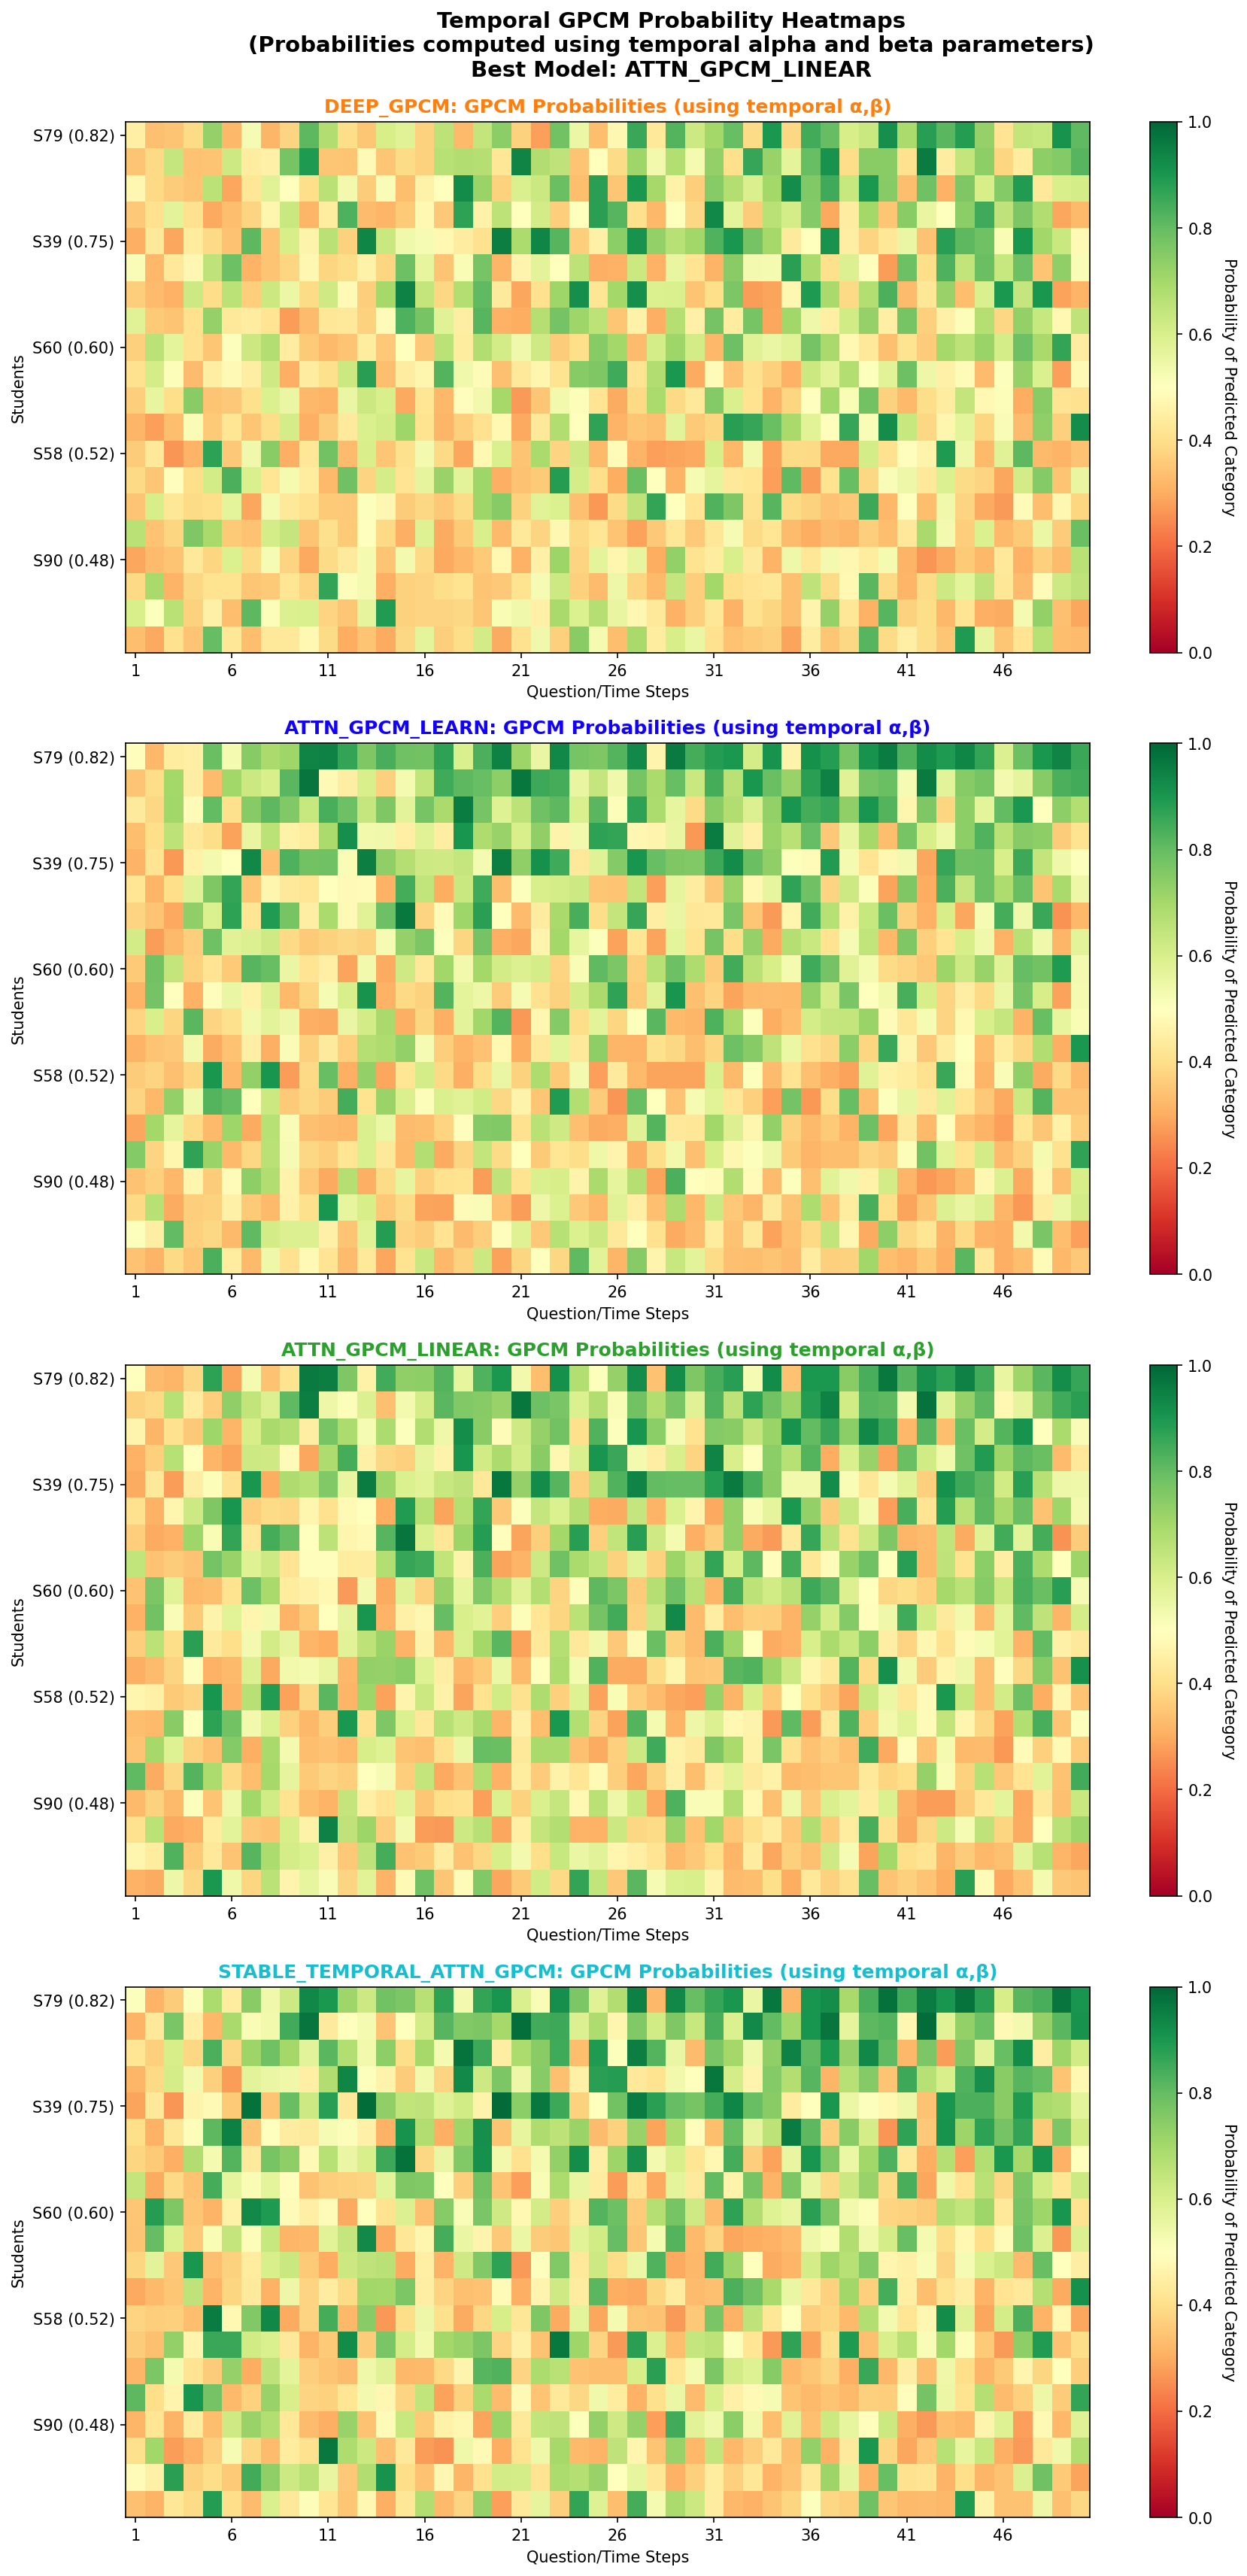 Temporal GPCM Probability Heatmaps
(Probabilities computed using temporal alpha and beta parameters)
Best Model: ATTN_GPCM_LINEAR
DEEP_GPCM: GPCM Probabilities (using temporal α,β)
S79 (0.82)
S39 (0.75)
S60 (0.60)
S58 (0.52)
S90 (0.48)
Students
1 6 11 16 21 26 31 36 41 46
Question/Time Steps
1.0
0.8
0.6
0.4
0.2
0.0
Probability of Predicted Category
ATTN_GPCM_LEARN: GPCM Probabilities (using temporal α,β)
S79 (0.82)
S39 (0.75)
S60 (0.60)
S58 (0.52)
S90 (0.48)
Students
1 6 11 16 21 26 31 36 41 46
Question/Time Steps
1.0
0.8
0.6
0.4
0.2
0.0
Probability of Predicted Category
ATTN_GPCM_LINEAR: GPCM Probabilities (using temporal α,β)
S79 (0.82)
S39 (0.75)
S60 (0.60)
S58 (0.52)
S90 (0.48)
Students
1 6 11 16 21 26 31 36 41 46
Question/Time Steps
1.0
0.8
0.6
0.4
0.2
0.0
Probability of Predicted Category
STABLE_TEMPORAL_ATTN_GPCM: GPCM Probabilities (using temporal α,β)
S79 (0.82)
S39 (0.75)
S60 (0.60)
S58 (0.52)
S90 (0.48)
Students
1 6 11 16 21 26 31 36 41 46
Question/Time Steps
1.0
0.8
0.6
0.4
0.2
0.0
Probability of Predicted Category